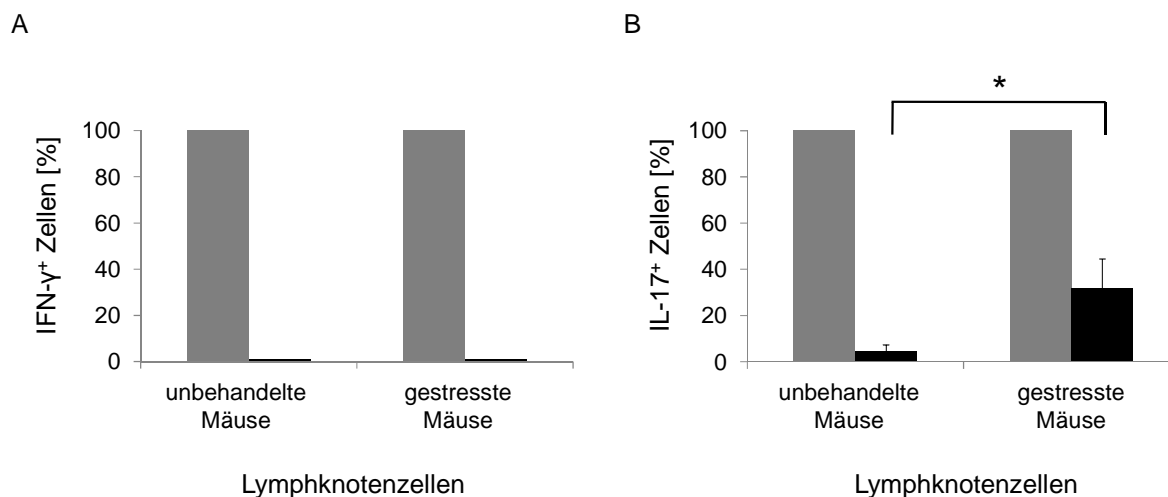 A
IFN-γ⁺ Zellen [%]
100
80
60
40
20
0
unbehandelte
Mäuse
gestresste
Mäuse
Lymphknotenzellen
B
*
IL-17⁺ Zellen [%]
100
80
60
40
20
0
unbehandelte
Mäuse
gestresste
Mäuse
Lymphknotenzellen